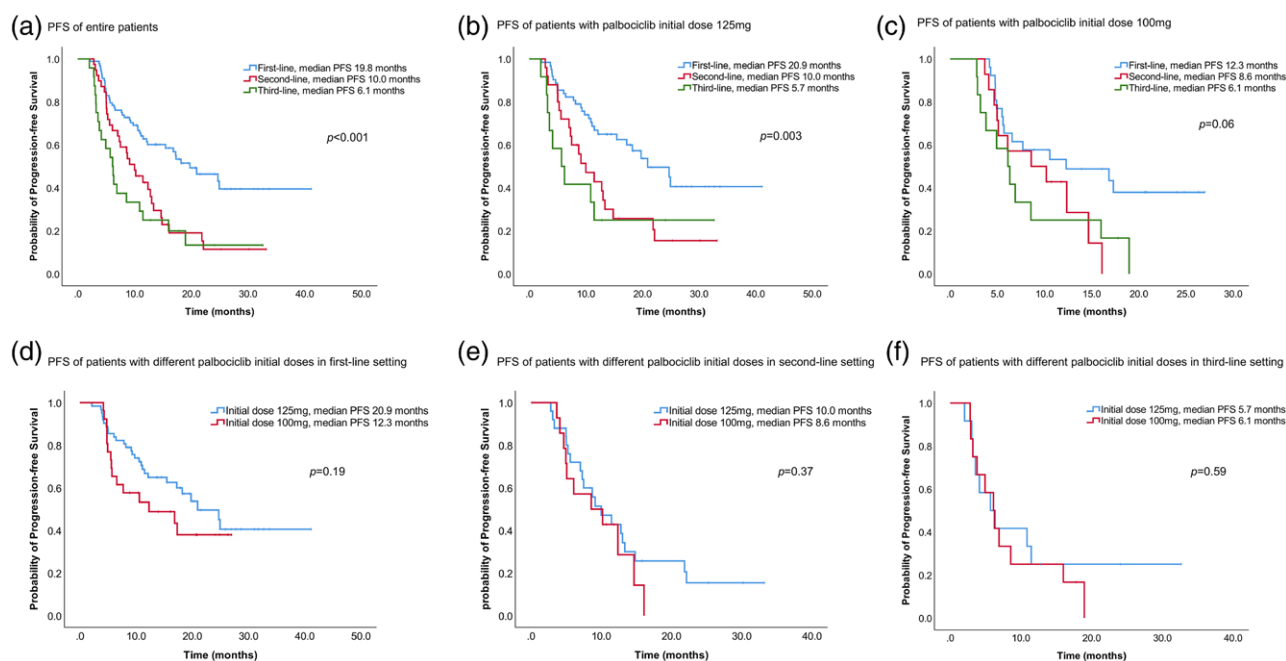 (a) PFS of entire patients
First-line, median PFS 19.8 months
Second-line, median PFS 10.0 months
Third-line, median PFS 6.1 months
p<0.001
Probability of Progression-free Survival
1.0
0.8
0.6
0.4
0.2
0.0
.0 10.0 20.0 30.0 40.0 50.0
Time (months)
(b) PFS of patients with palbociclib initial dose 125mg
First-line, median PFS 20.9 months
Second-line, median PFS 10.0 months
Third-line, median PFS 5.7 months
p=0.003
Probability of Progression-free Survival
1.0
0.8
0.6
0.4
0.2
0.0
.0 10.0 20.0 30.0 40.0 50.0
Time (months)
(c) PFS of patients with palbociclib initial dose 100mg
First-line, median PFS 12.3 months
Second-line, median PFS 8.6 months
Third-line, median PFS 6.1 months
p=0.06
Probability of Progression-free Survival
1.0
0.8
0.6
0.4
0.2
0.0
.0 5.0 10.0 15.0 20.0 25.0 30.0
Time (months)
(d) PFS of patients with different palbociclib initial doses in first-line setting
Initial dose 125mg, median PFS 20.9 months
Initial dose 100mg, median PFS 12.3 months
p=0.19
Probability of Progression-free Survival
1.0
0.8
0.6
0.4
0.2
0.0
.0 10.0 20.0 30.0 40.0 50.0
Time (months)
(e) PFS of patients with different palbociclib initial doses in second-line setting
Initial dose 125mg, median PFS 10.0 months
Initial dose 100mg, median PFS 8.6 months
p=0.37
probability of Progression-free Survival
1.0
0.8
0.6
0.4
0.2
0.0
.0 10.0 20.0 30.0 40.0
Time (months)
(f) PFS of patients with different palbociclib initial doses in third-line setting
Initial dose 125mg, median PFS 5.7 months
Initial dose 100mg, median PFS 6.1 months
p=0.59
Probability of Progression-free Survival
1.0
0.8
0.6
0.4
0.2
0.0
.0 10.0 20.0 30.0 40.0
Time (months)